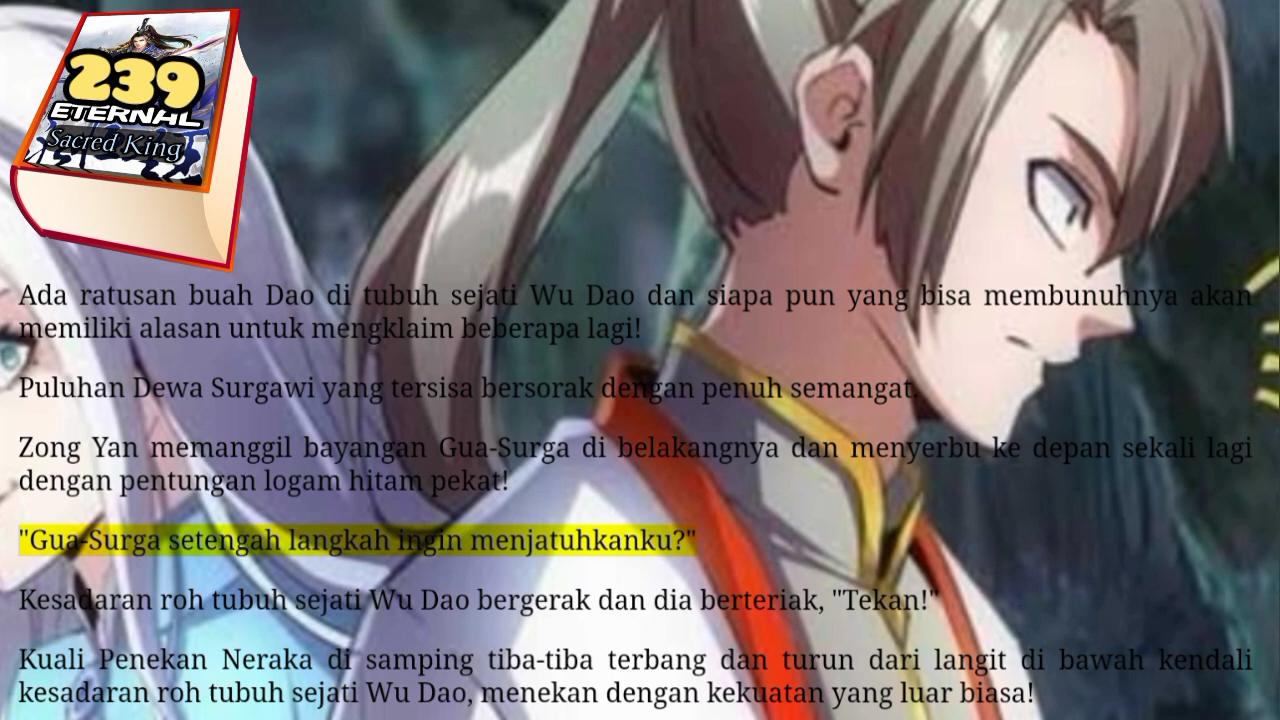 239
ETERNAL
Sacred King
Ada ratusan buah Dao di tubuh sejati Wu Dao dan siapa pun yang bisa membunuhnya akan
memiliki alasan untuk mengklaim beberapa lagi!
Puluhan Dewa Surgawi yang tersisa bersorak dengan penuh semangat.
Zong Yan memanggil bayangan Gua-Surga di belakangnya dan menyerbu ke depan sekali lagi
dengan pentungan logam hitam pekat!
"Gua-Surga setengah langkah ingin menjatuhkanku?"
Kesadaran roh tubuh sejati Wu Dao bergerak dan dia berteriak, "Tekan!"
Kuali Penekan Neraka di samping tiba-tiba terbang dan turun dari langit di bawah kendali
kesadaran roh tubuh sejati Wu Dao, menekan dengan kekuatan yang luar biasa!